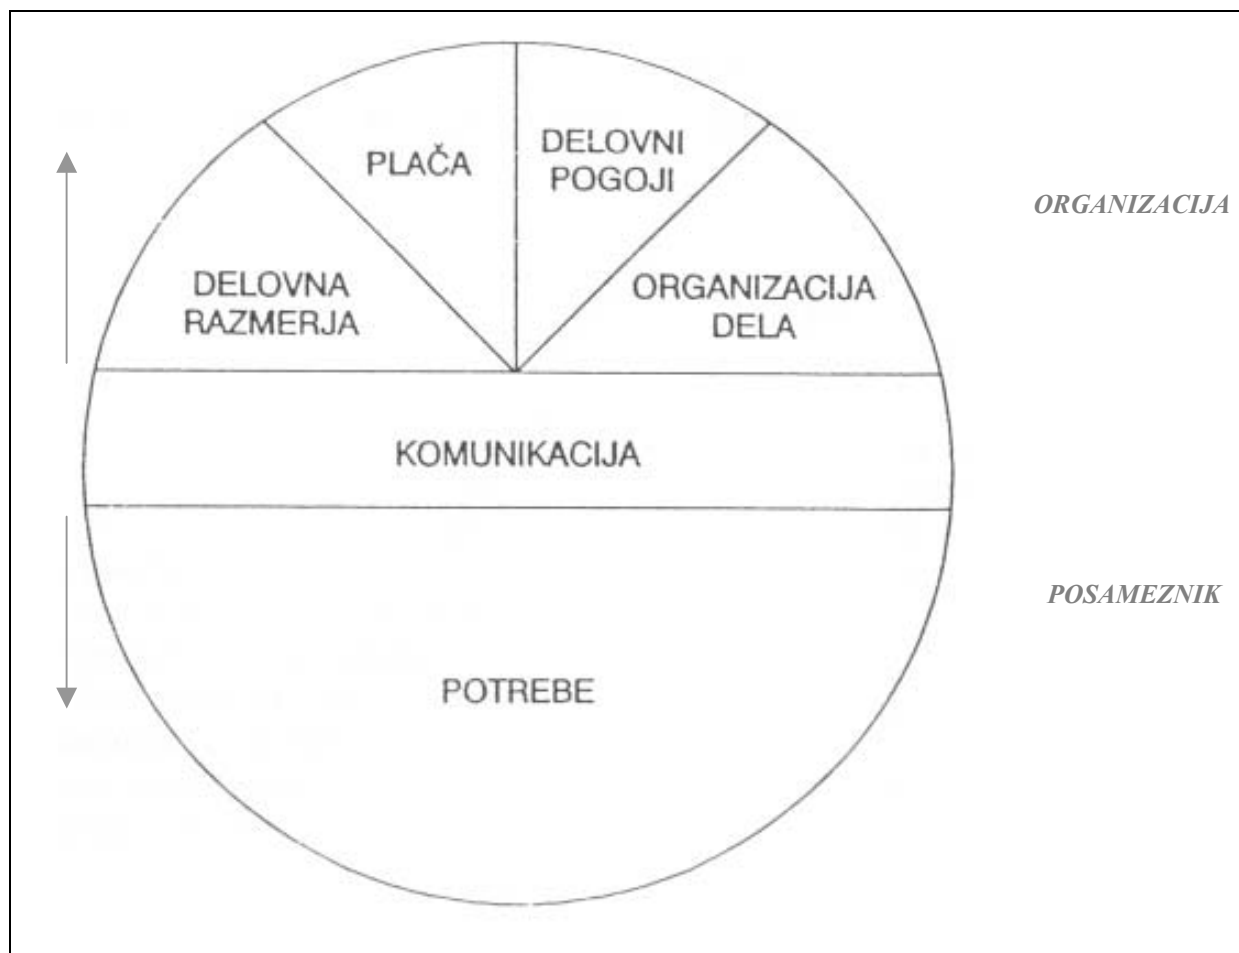 PLAČA
DELOVNI
POGOJI
ORGANIZACIJA
DELOVNA
RAZMERJA
ORGANIZACIJA
DELA
KOMUNIKACIJA
POSAMEZNIK
POTREBE